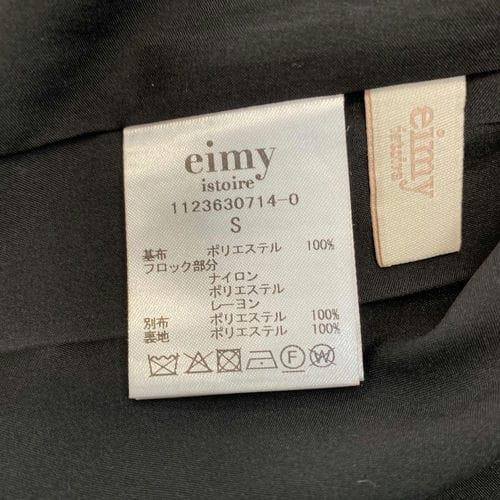 eimy
istoire
1123630714-0
S
基布 ポリエステル 100%
フロック部分
ナイロン
ポリエステル
レーヨン
別布 ポリエステル 100%
裏地 ポリエステル 100%
F
W
eimy
istoire